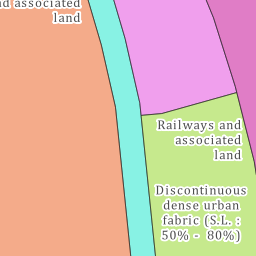 associated
land
Railways and
associated
land
Discontinuous
dense urban
fabric (S.L. :
50% - 80%)